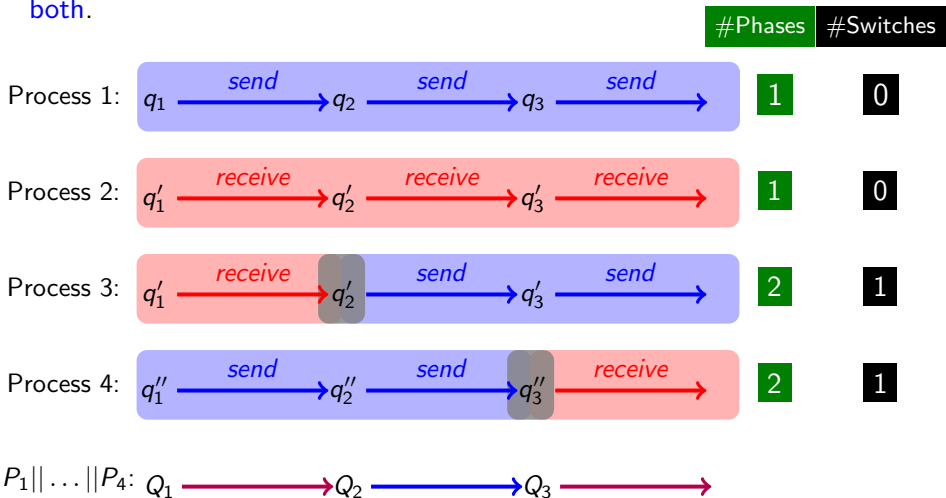 both.
#Phases #Switches
Process 1: q₁ send q₂ send q₃ send 1 0
Process 2: q′₁ receive q′₂ receive q′₃ receive 1 0
Process 3: q′₁ receive q′₂ send q′₃ send 2 1
Process 4: q″₁ send q″₂ send q″₃ receive 2 1
P₁||...||P₄: Q₁ Q₂ Q₃